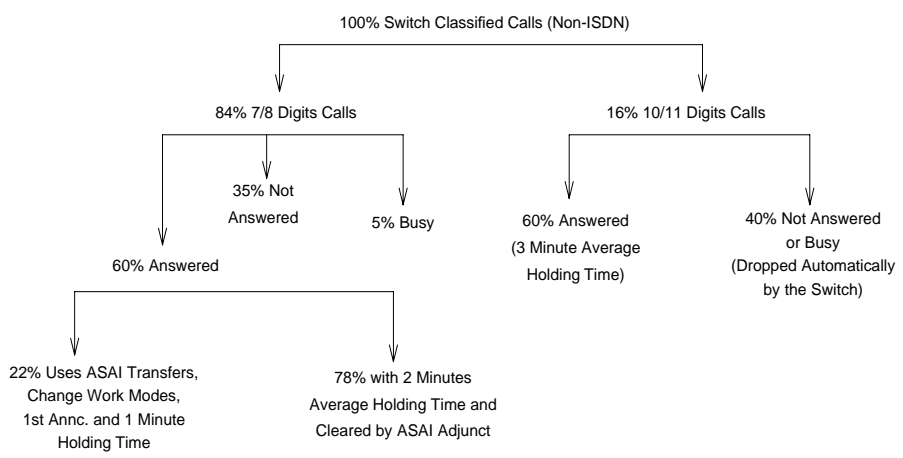 100% Switch Classified Calls (Non-ISDN)
84% 7/8 Digits Calls
16% 10/11 Digits Calls
35% Not
Answered
5% Busy
60% Answered
60% Answered
(3 Minute Average
Holding Time)
40% Not Answered
or Busy
(Dropped Automatically
by the Switch)
22% Uses ASAI Transfers,
Change Work Modes,
1st Annc. and 1 Minute
Holding Time
78% with 2 Minutes
Average Holding Time and
Cleared by ASAI Adjunct